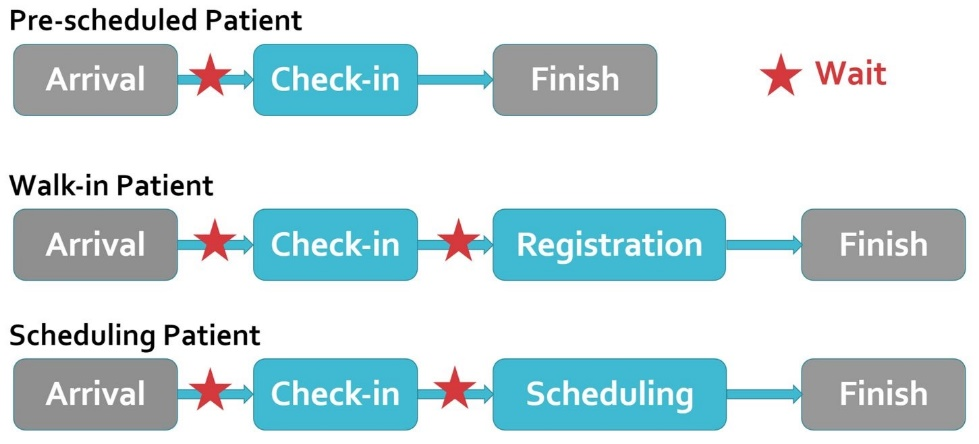 Pre-scheduled Patient
Arrival Check-in Finish Wait
Walk-in Patient
Arrival Check-in Registration Finish
Scheduling Patient
Arrival Check-in Scheduling Finish